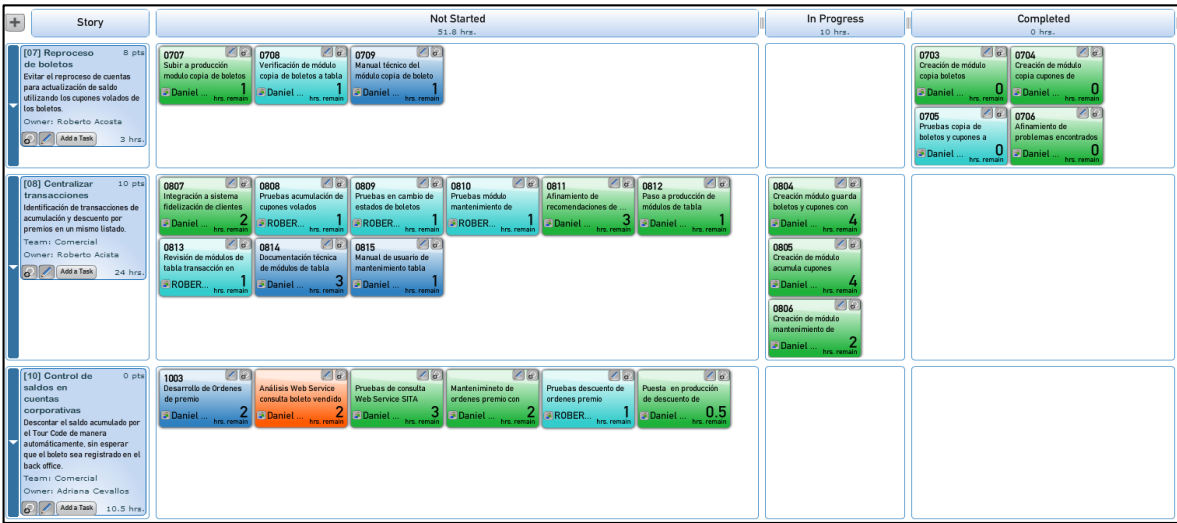 Story
Not Started
51.8 hrs.
In Progress
10 hrs.
Completed
0 hrs.
[07] Reproceso de boletos
8 pts
Evitar el reproceso de cuentas
para actualización de saldo
utilizando los cupones volados de
los boletos.
Owner: Roberto Acosta
Add a Task
3 hrs.
0707
Subir a producción
modulo copia de boletos
Daniel ...
1
hrs. remain
0708
Verificación de módulo
copia de boletos a tabla
Daniel ...
1
hrs. remain
0709
Manual técnico del
módulo copia de boleto
Daniel ...
1
hrs. remain
0703
Creación de módulo
copia boletos
Daniel ...
0
hrs. remain
0704
Creación de módulo
copia cupones de
Daniel ...
0
hrs. remain
0705
Pruebas copia de
boletos y cupones a
Daniel ...
0
hrs. remain
0706
Afinamiento de
problemas encontrados
Daniel ...
0
hrs. remain
[08] Centralizar
10 pts
transacciones
Identificación de transacciones de
acumulación y descuento por
premios en un mismo listado.
Team: Comercial
Owner: Roberto Acista
Add a Task
24 hrs.
0807
Integración a sistema
fidelización de clientes
Daniel ...
2
hrs. remain
0808
Pruebas acumulación de
cupones volados
ROBER...
1
hrs. remain
0809
Pruebas en cambio de
estados de boletos
ROBER...
1
hrs. remain
0810
Pruebas módulo
mantenimiento de
ROBER...
1
hrs. remain
0811
Afinamiento de
recomendaciones de ...
Daniel ...
3
hrs. remain
0812
Paso a producción de
módulos de tabla
Daniel ...
1
hrs. remain
0813
Revisión de módulos de
tabla transacción en
ROBER...
1
hrs. remain
0814
Documentación técnica
de módulos de tabla
Daniel ...
3
hrs. remain
0815
Manual de usuario de
mantenimiento tabla
Daniel ...
1
hrs. remain
0804
Creación módulo guarda
boletos y cupones con
Daniel ...
4
hrs. remain
0805
Creación de módulo
acumula cupones
Daniel ...
4
hrs. remain
0806
Creación de módulo
mantenimiento de
Daniel ...
2
hrs. remain
[10] Control de
0 pts
saldos en
cuentas
corporativas
Descontar el saldo acumulado por
el Tour Code de manera
automáticamente, sin esperar
que el boleto sea registrado en el
back office.
Team: Comercial
Owner: Adriana Cevallos
Add a Task
10.5 hrs.
1003
Desarrollo de Ordenes
de premio
Daniel ...
2
hrs. remain
Análisis Web Service
consulta boleto vendido
Daniel ...
2
hrs. remain
Pruebas de consulta
Web Service SITA
Daniel ...
3
hrs. remain
Mantenimineto de
ordenes premio con
Daniel ...
2
hrs. remain
Pruebas descuento de
ordenes premio
ROBER...
1
hrs. remain
Puesta en producción
de descuento de
Daniel ...
0.5
hrs. remain